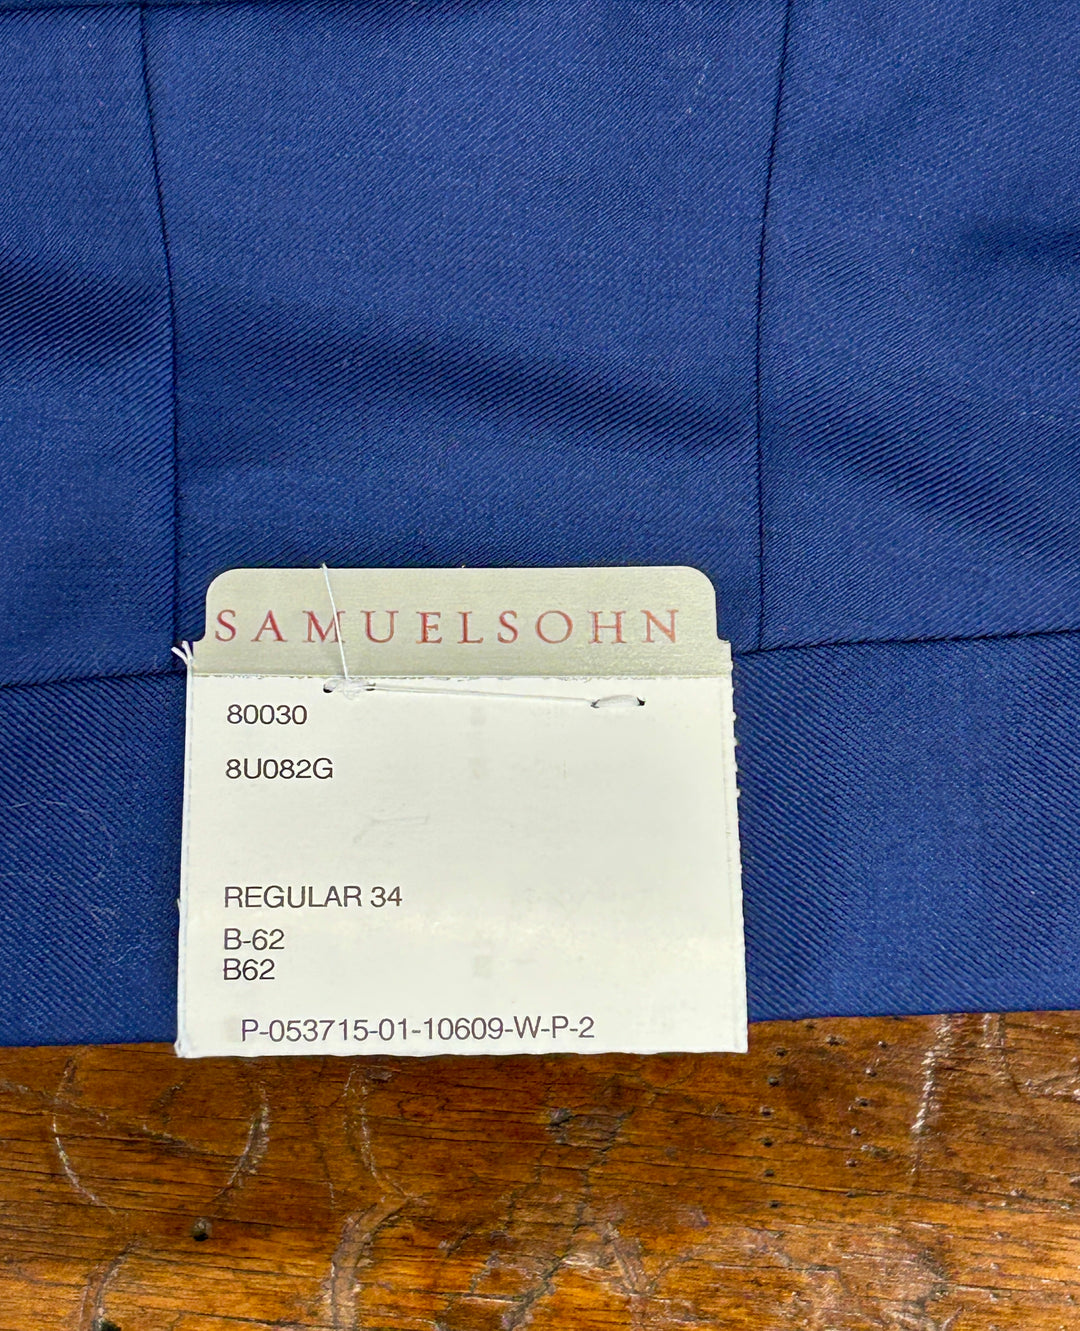 SAMUELSOHN
80030
8U082G
REGULAR 34
B-62
B62
P-053715-01-10609-W-P-2